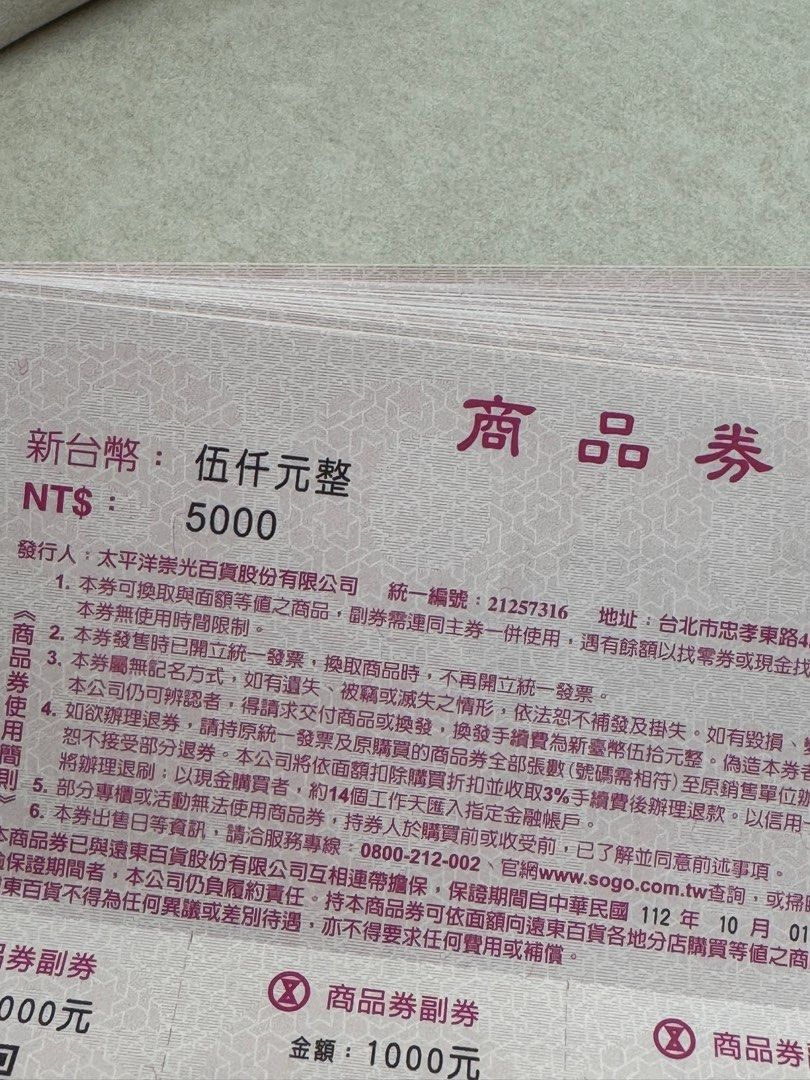 商品券
新台幣：伍仟元整
NT$：5000
發行人：太平洋崇光百貨股份有限公司 統一編號：21257316 地址：台北市忠孝東路4
《商品券使用簡則》
1. 本券可換取與面額等值之商品，副券需連同主券一併使用，遇有餘額以找零券或現金找
本券無使用時間限制。
2. 本券發售時已開立統一發票，換取商品時，不再開立統一發票。
3. 本券屬無記名方式，如有遺失、被竊或滅失之情形，依法恕不補發及掛失。如有毀損、
本公司仍可辨認者，得請求交付商品或換發，換發手續費為新臺幣伍拾元整。偽造本券
4. 如欲辦理退券，請持原統一發票及原購買的商品券全部張數（號碼需相符）至原銷售單位辦
恕不接受部分退券。本公司將依面額扣除購買折扣並收取3%手續費後辦理退款。以信用
將辦理退刷；以現金購買者，約14個工作天匯入指定金融帳戶。
5. 部分專櫃或活動無法使用商品券，持券人於購買前或收受前，已了解並同意前述事項。
6. 本券出售日等資訊，請洽服務專線：0800-212-002、官網www.sogo.com.tw查詢，或掃
本商品券已與遠東百貨股份有限公司互相連帶擔保，保證期間自中華民國 112 年 10 月 01
保證期間者，本公司仍負履約責任。持本商品券可依面額向遠東百貨各地分店購買等值之商
東百貨不得為任何異議或差別待遇，亦不得要求任何費用或補償。
券副券
000元
商品券副券
金額：1000元
商品券